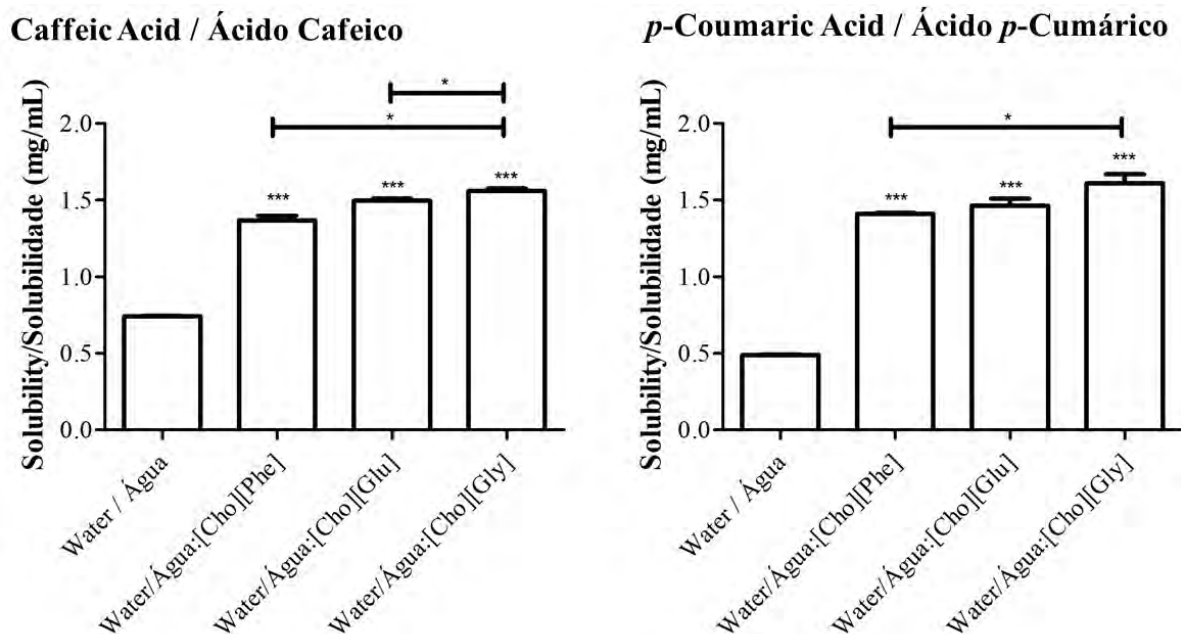 Caffeic Acid / Ácido Cafeico
Solubility/Solubilidade (mg/mL)
2.0
1.5
1.0
0.5
0.0
*
*
***
***
***
Water / Água
Water/Água:[Cho][Phe]
Water/Água:[Cho][Glu]
Water/Água:[Cho][Gly]
p-Coumaric Acid / Ácido p-Cumárico
Solubility/Solubilidade (mg/mL)
2.0
1.5
1.0
0.5
0.0
*
***
***
***
Water / Água
Water/Água:[Cho][Phe]
Water/Água:[Cho][Glu]
Water/Água:[Cho][Gly]